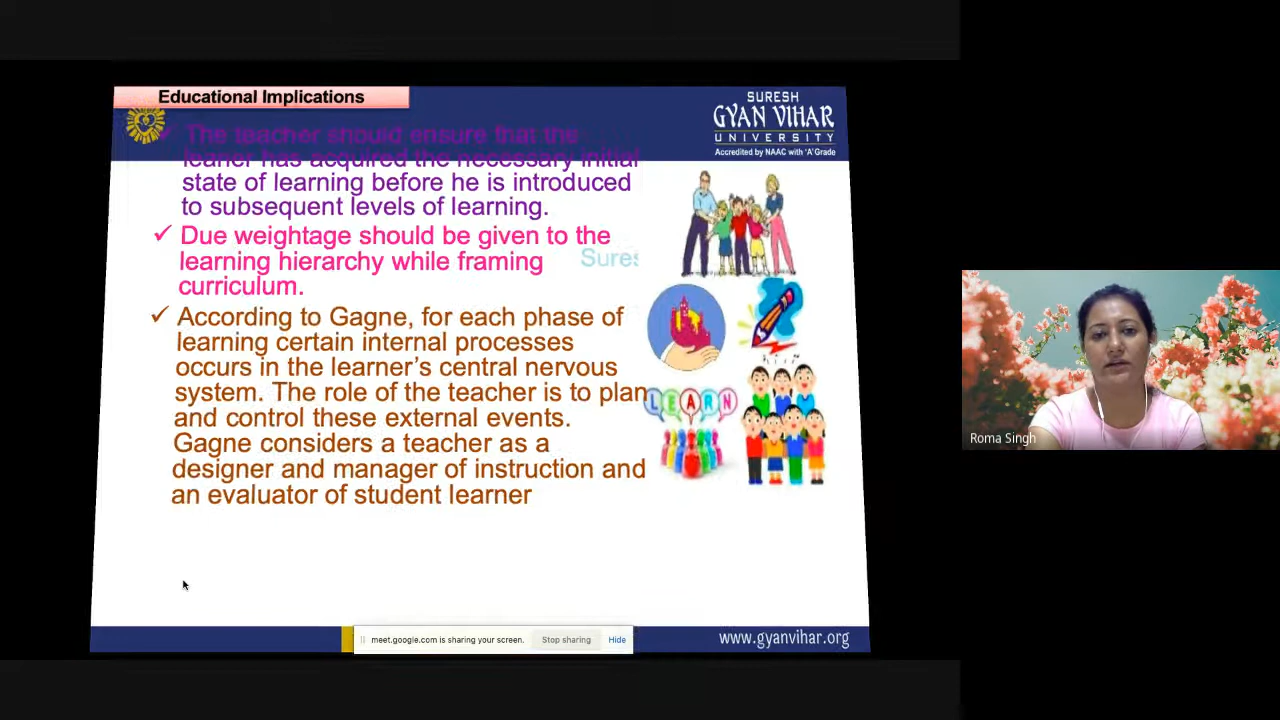 Educational Implications
SURESH
GYAN VIHAR
UNIVERSITY
Accredited by NAAC with 'A' Grade
✓ The teacher should ensure that the
leaner has acquired the necessary initial
state of learning before he is introduced
to subsequent levels of learning.
✓ Due weightage should be given to the
learning hierarchy while framing
curriculum.
Sures
✓ According to Gagne, for each phase of
learning certain internal processes
occurs in the learner's central nervous
system. The role of the teacher is to plan
and control these external events.
Gagne considers a teacher as a
designer and manager of instruction and
an evaluator of student learner
LEARN
Roma Singh
meet.google.com is sharing your screen. Stop sharing Hide
www.gyanvihar.org